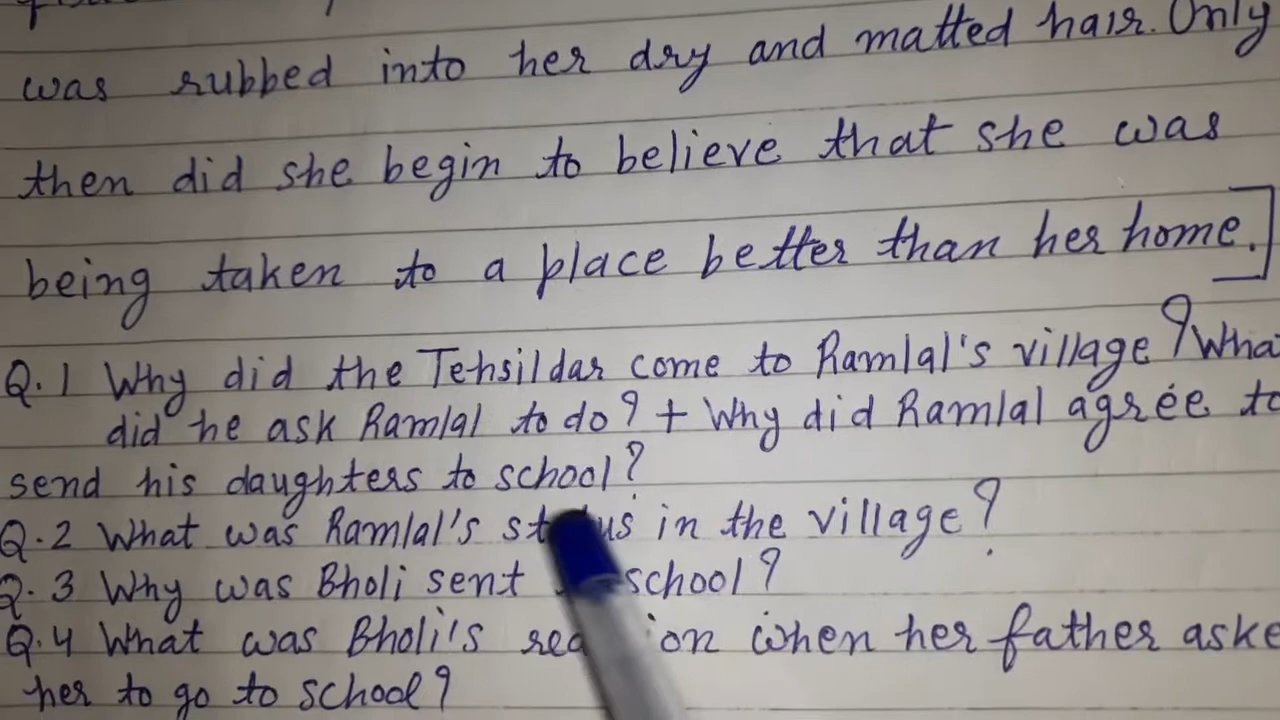 was rubbed into her dry and matted hair. Only
then did she begin to believe that she was
being taken to a place better than her home.]
Q.1 Why did the Tehsildar come to Ramlal's village? Wha
did he ask Ramlal to do? + Why did Ramlal agree to
send his daughters to school?
Q.2 What was Ramlal's status in the village?
Q.3 Why was Bholi sent school?
Q.4 What was Bholi's reaction when her father aske
her to go to school?